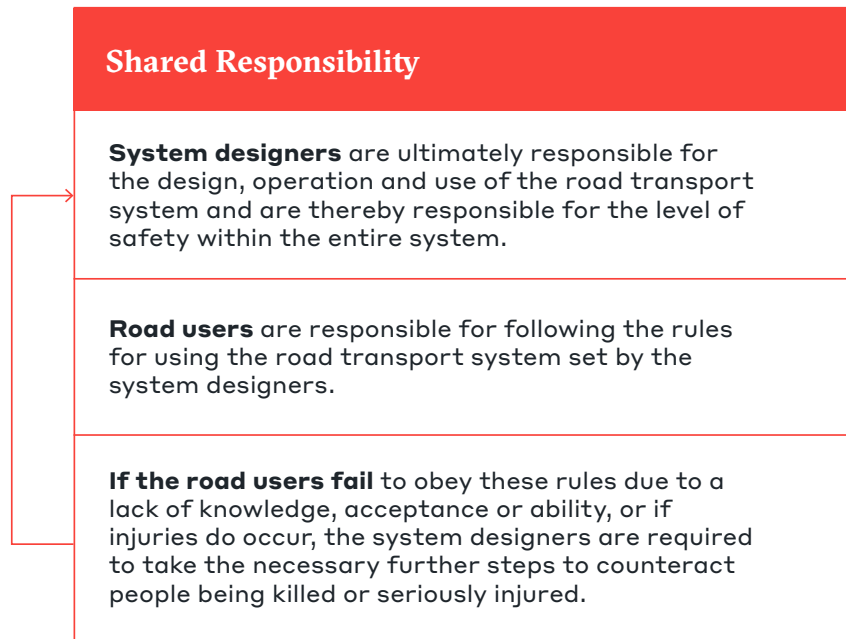 Shared Responsibility
System designers are ultimately responsible for
the design, operation and use of the road transport
system and are thereby responsible for the level of
safety within the entire system.
Road users are responsible for following the rules
for using the road transport system set by the
system designers.
If the road users fail to obey these rules due to a
lack of knowledge, acceptance or ability, or if
injuries do occur, the system designers are required
to take the necessary further steps to counteract
people being killed or seriously injured.